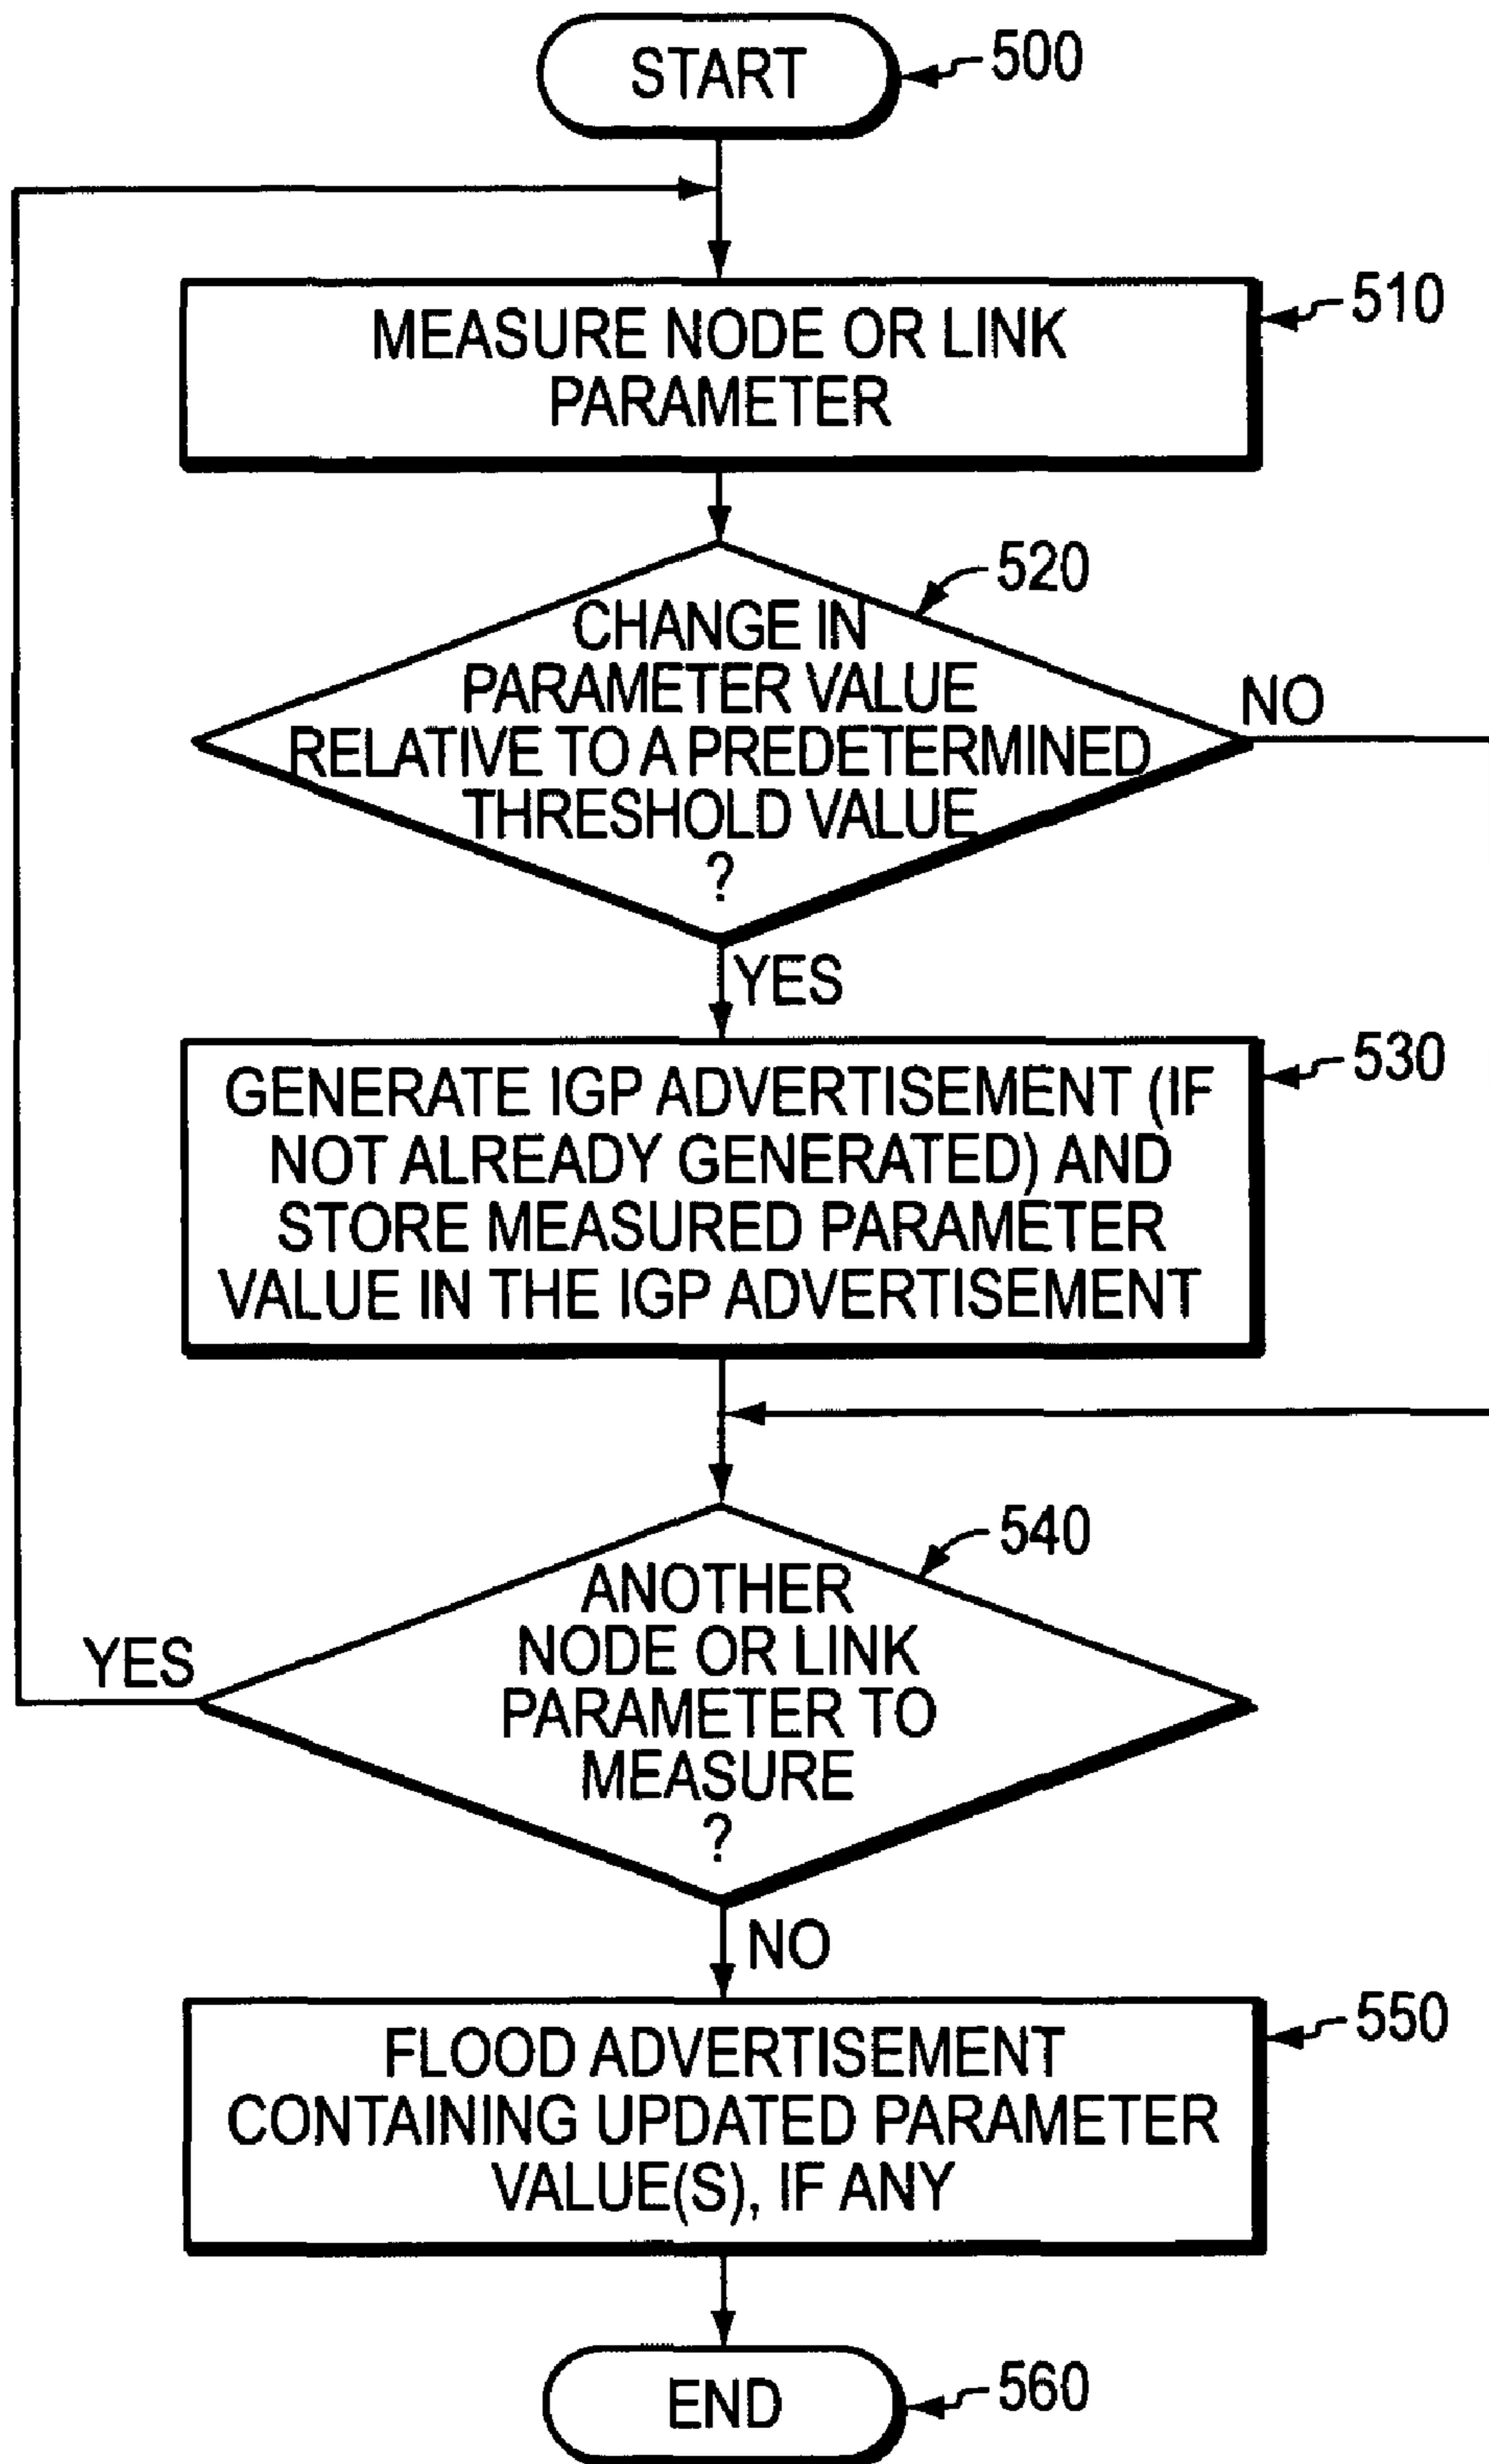 START
500
MEASURE NODE OR LINK
PARAMETER
510
520
CHANGE IN
PARAMETER VALUE
RELATIVE TO A PREDETERMINED
THRESHOLD VALUE
?
NO
YES
530
GENERATE IGP ADVERTISEMENT (IF
NOT ALREADY GENERATED) AND
STORE MEASURED PARAMETER
VALUE IN THE IGP ADVERTISEMENT
540
ANOTHER
NODE OR LINK
PARAMETER TO
MEASURE
?
YES
NO
550
FLOOD ADVERTISEMENT
CONTAINING UPDATED PARAMETER
VALUE(S), IF ANY
END
560